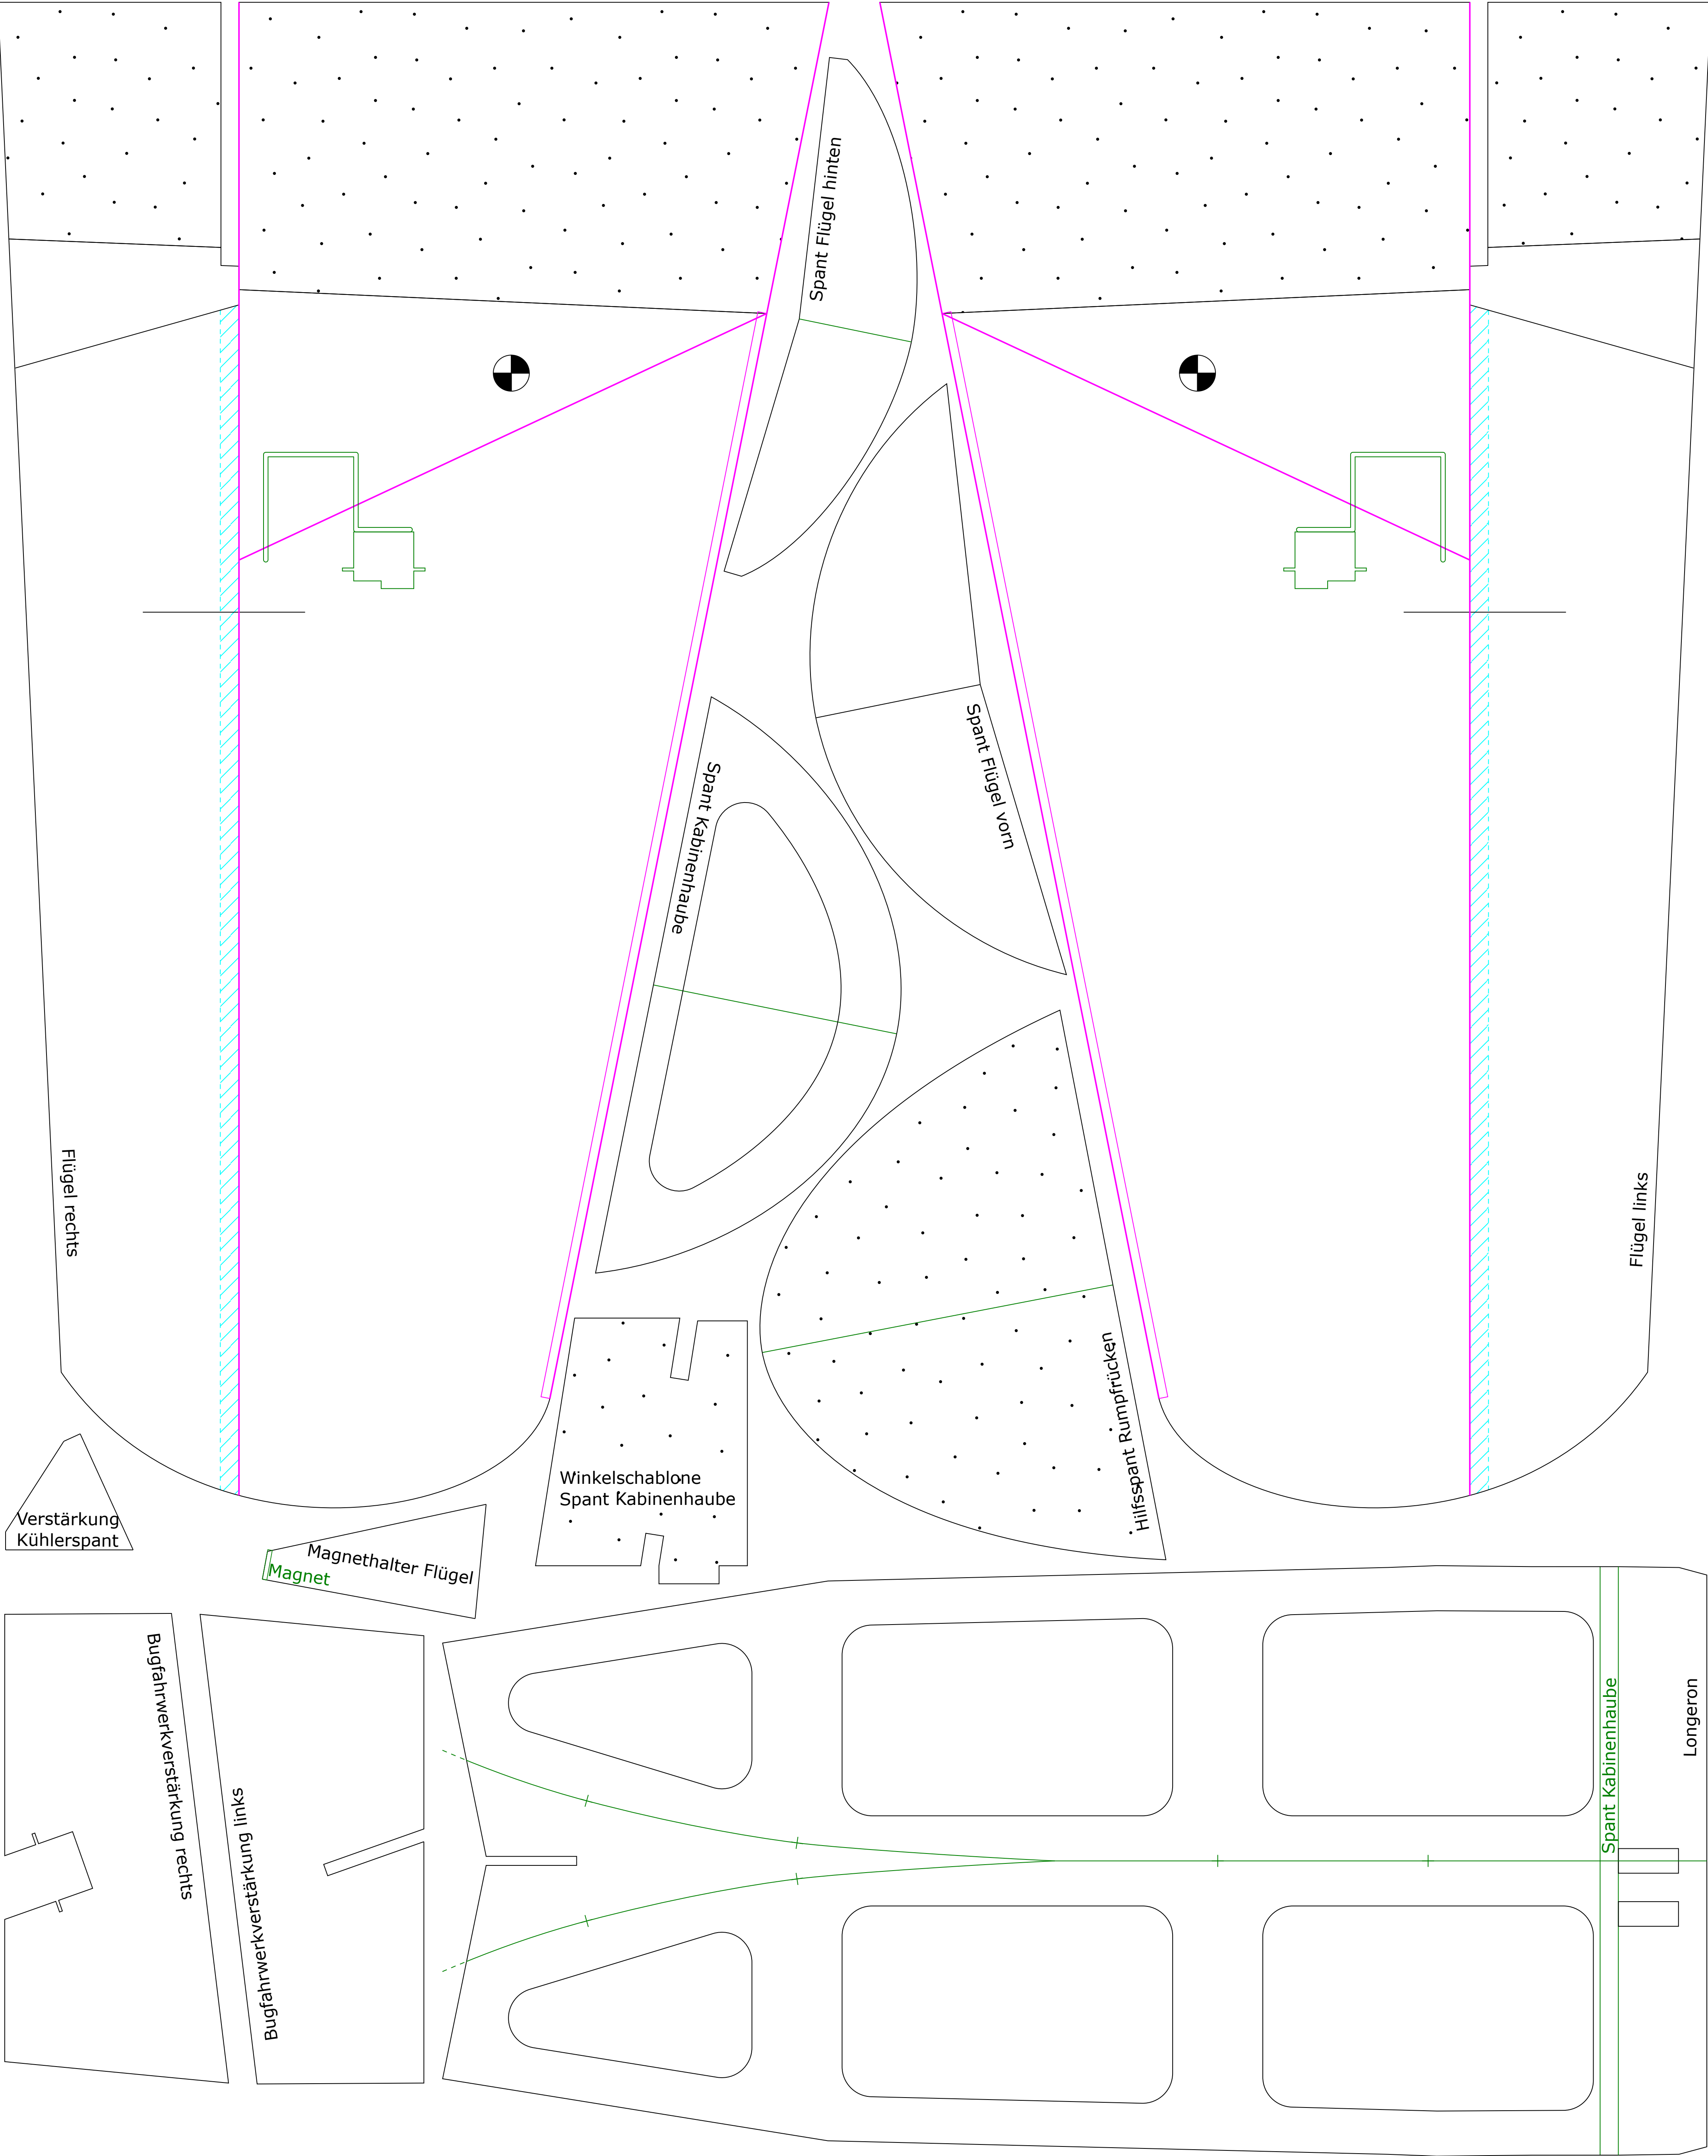 Spant Flügel hinten
Spant Flügel vorn
Spant Kabinenhaube
Flügel rechts
Flügel links
Hilfsspant Rumpfrücken
Winkelschablone
Spant Kabinenhaube
Verstärkung
Kühlerspant
Magnethalter Flügel
Magnet
Bugfahrwerkverstärkung rechts
Bugfahrwerkverstärkung links
Spant Kabinenhaube
Longeron